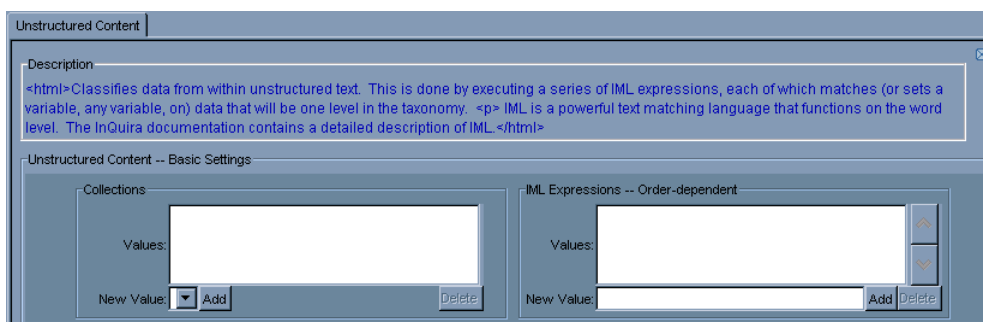 Unstructured Content
Description
<html>Classifies data from within unstructured text.  This is done by executing a series of IML expressions, each of which matches (or sets a
variable, any variable, on) data that will be one level in the taxonomy.  <p> IML is a powerful text matching language that functions on the word
level.  The InQuira documentation contains a detailed description of IML.</html>
Unstructured Content -- Basic Settings
Collections
IML Expressions -- Order-dependent
Values:
Values:
New Value: Add Delete
New Value: Add Delete